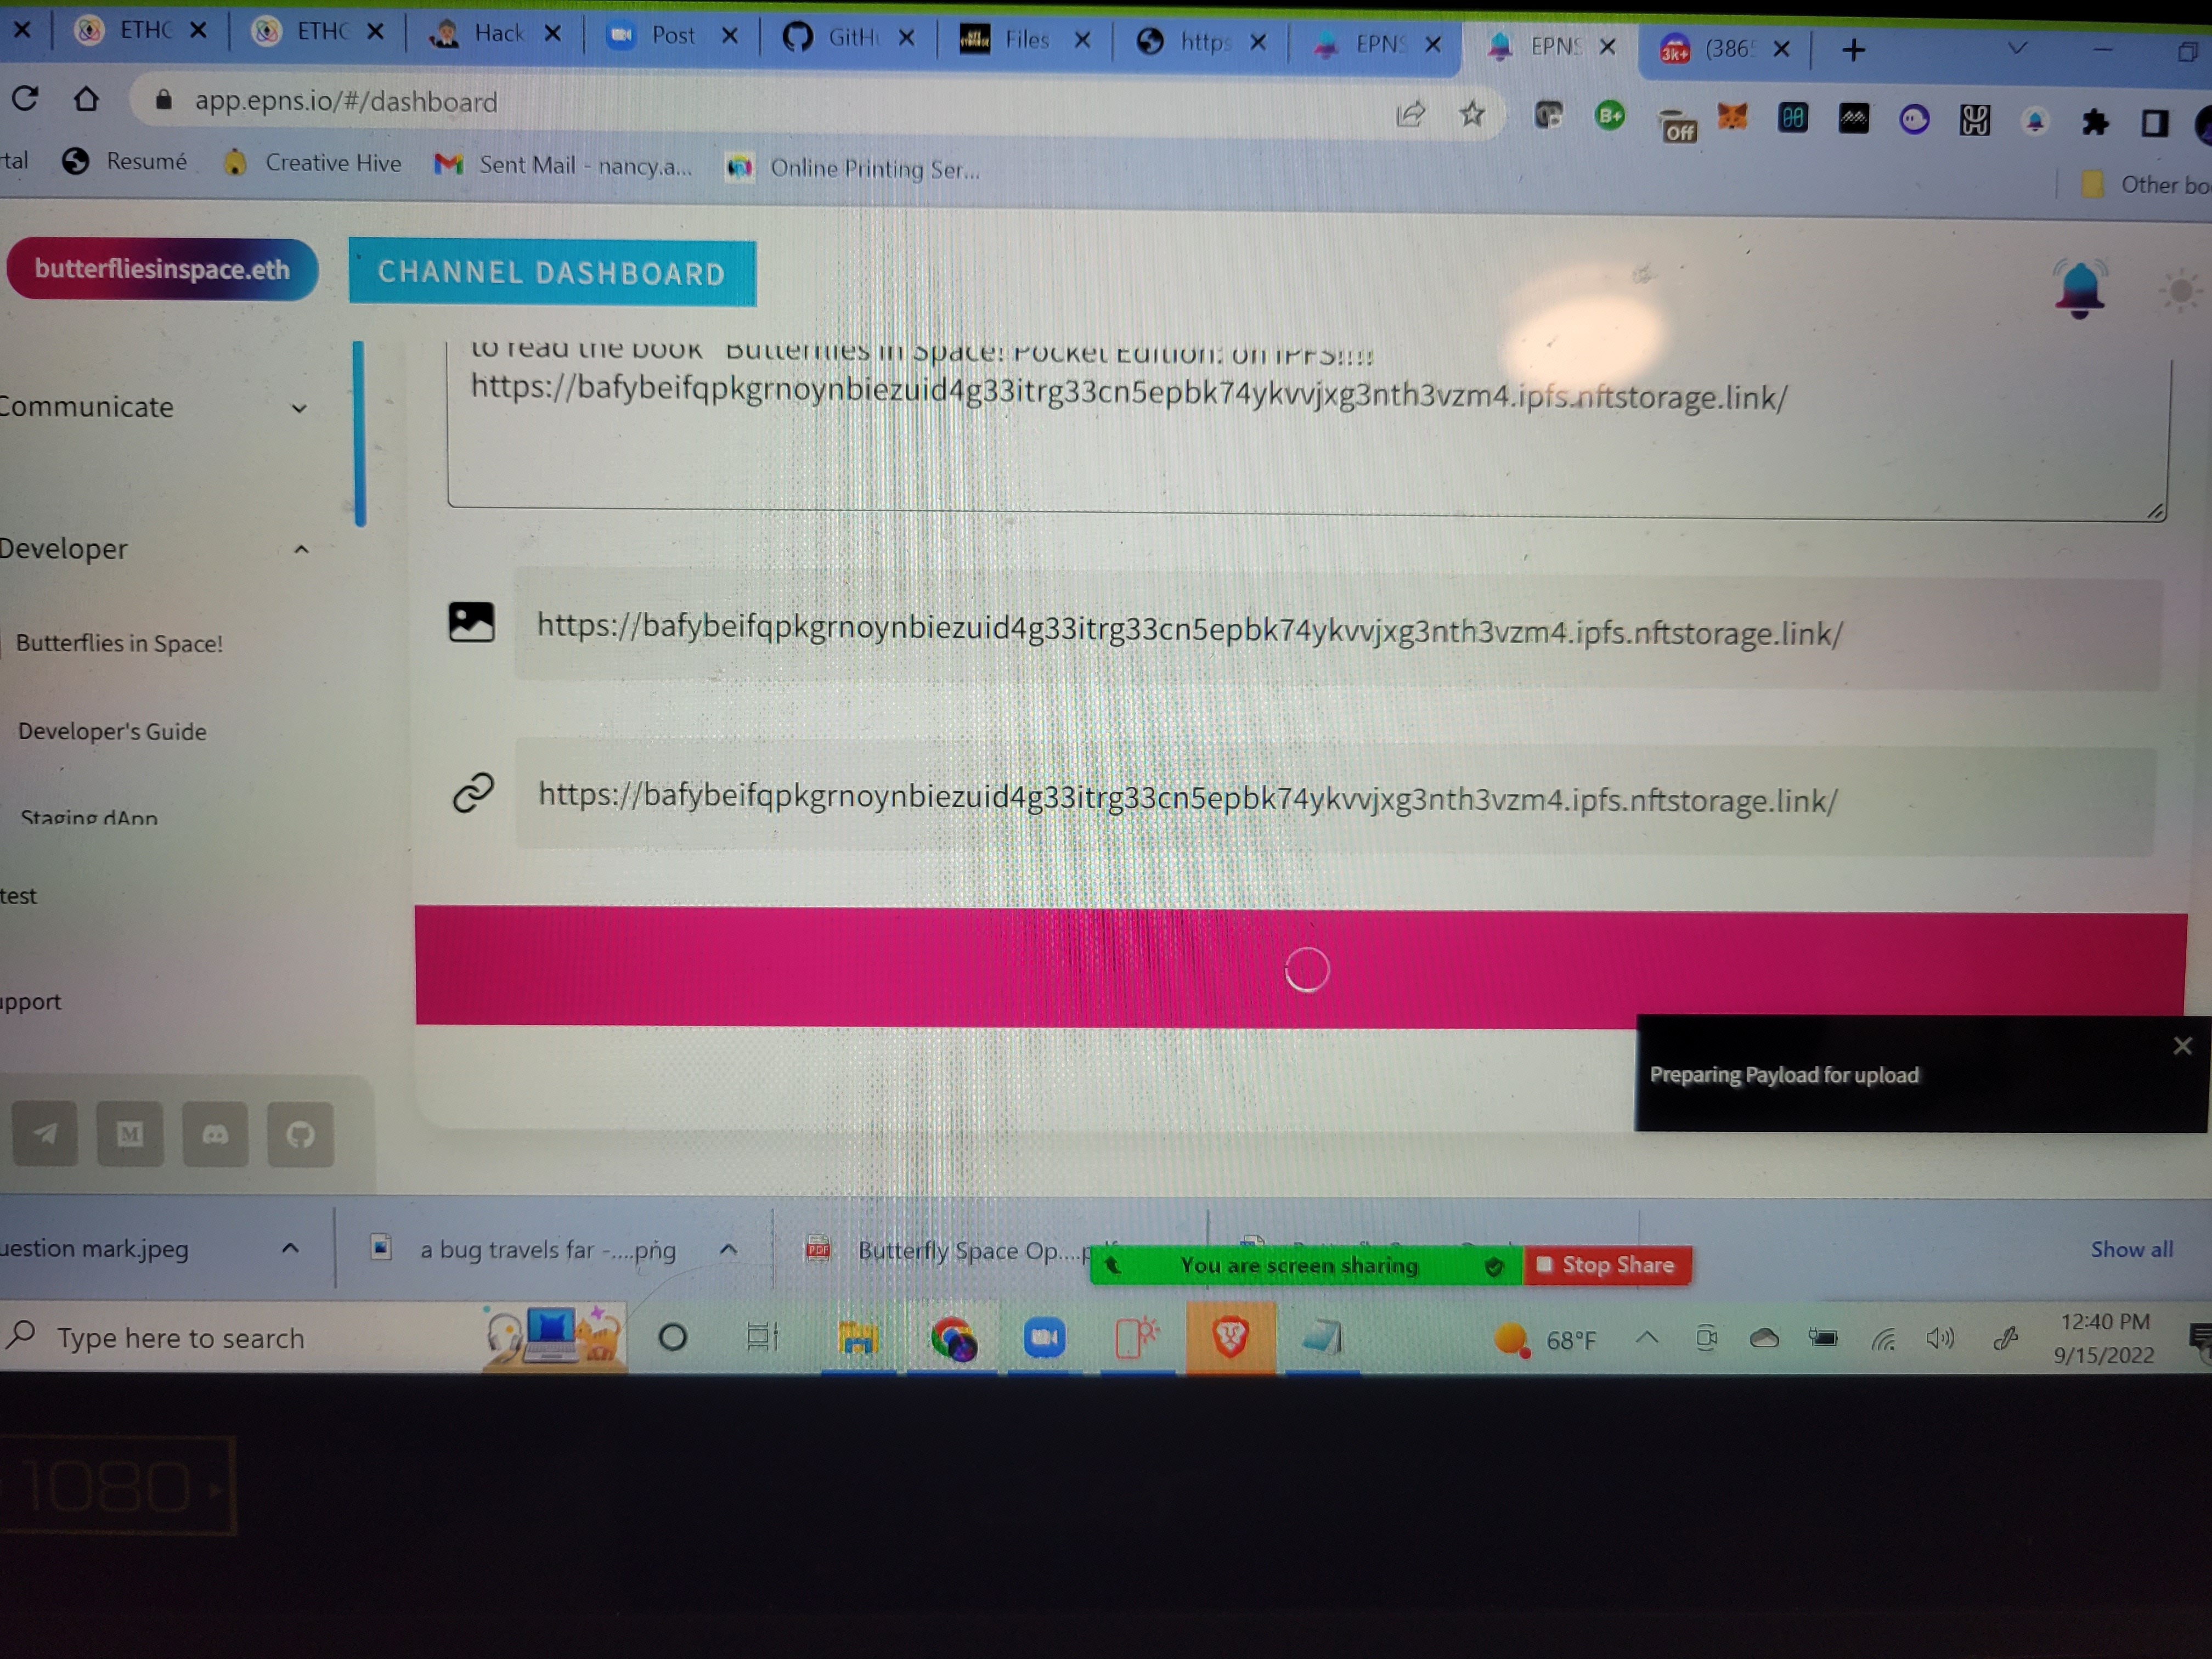 ETHC
ETHC
Hack
Post
GitH
Files
https
EPNS
EPNS
3k+
(386
app.epns.io/#/dashboard
B+
Off
rtal
Resumé
Creative Hive
Sent Mail - nancy.a...
Online Printing Ser...
Other bo
butterfliesinspace.eth
CHANNEL DASHBOARD
to read the book "Butterflies in Space! Pocket Edition: on IPFS!!!!
https://bafybeifqpkgrnoynbiezuid4g33itrg33cn5epbk74ykvvjxg3nth3vzm4.ipfs.nftstorage.link/
Communicate
Developer
https://bafybeifqpkgrnoynbiezuid4g33itrg33cn5epbk74ykvvjxg3nth3vzm4.ipfs.nftstorage.link/
Butterflies in Space!
Developer's Guide
https://bafybeifqpkgrnoynbiezuid4g33itrg33cn5epbk74ykvvjxg3nth3vzm4.ipfs.nftstorage.link/
Staging dApp
test
upport
Preparing Payload for upload
M
uestion mark.jpeg
a bug travels far -....png
PDF
Butterfly Space Op....p
Show all
You are screen sharing
Stop Share
Type here to search
68°F
12:40 PM
9/15/2022
1080